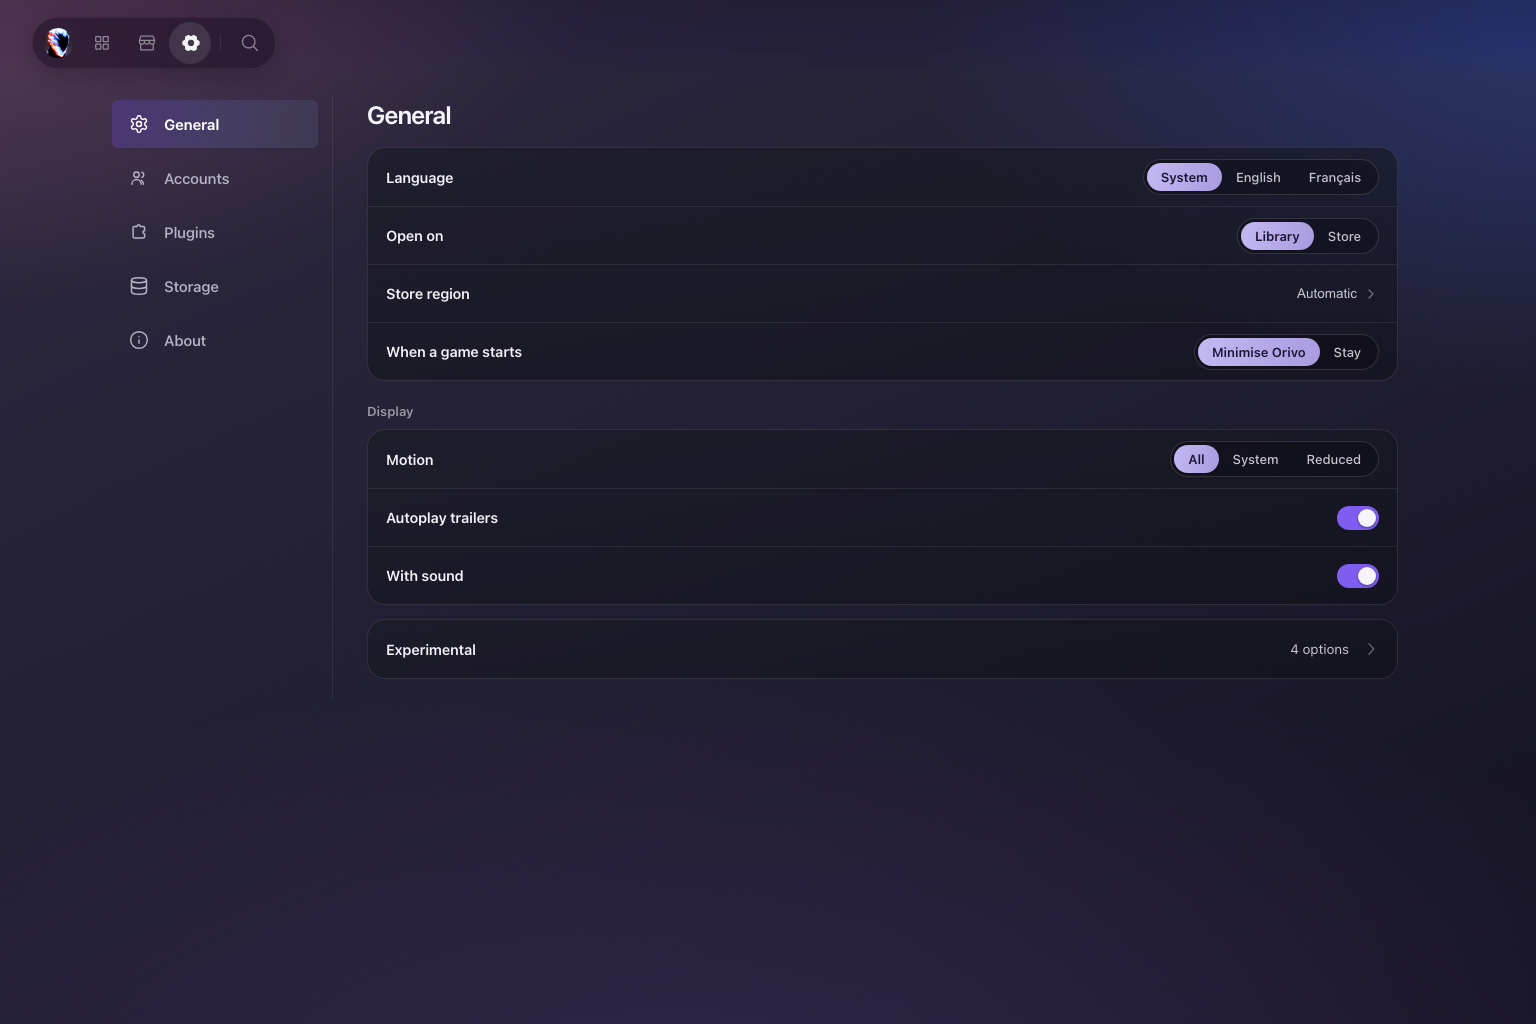 General
Accounts
Plugins
Storage
About
General
Language System English Français
Open on Library Store
Store region Automatic
When a game starts Minimise Orivo Stay
Display
Motion All System Reduced
Autoplay trailers
With sound
Experimental 4 options